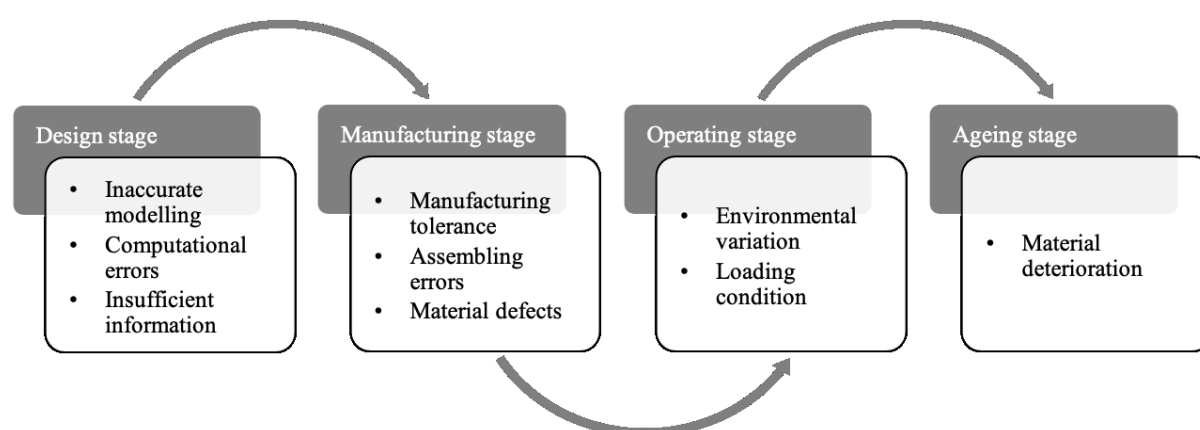 Design stage
• Inaccurate
modelling
• Computational
errors
• Insufficient
information
Manufacturing stage
• Manufacturing
tolerance
• Assembling
errors
• Material defects
Operating stage
• Environmental
variation
• Loading
condition
Ageing stage
• Material
deterioration